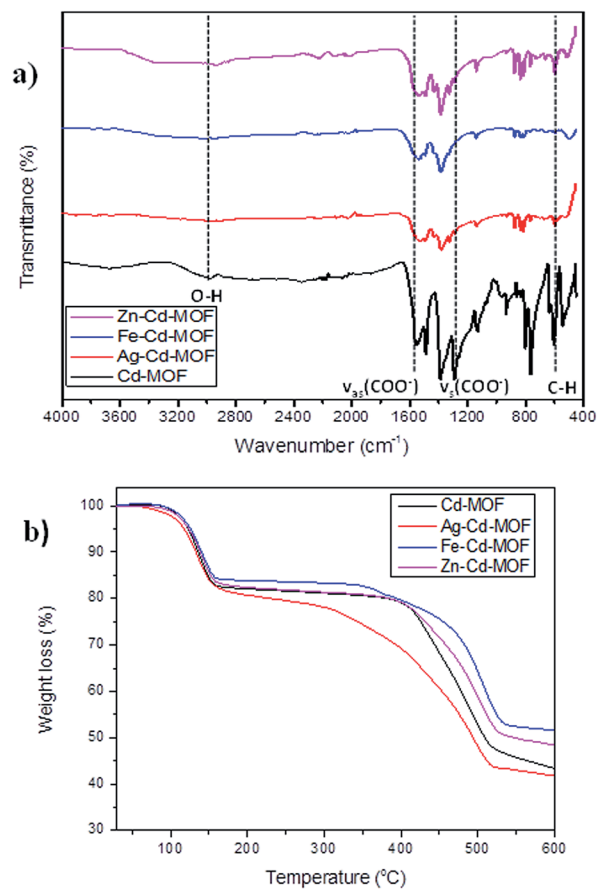 a)
Transmittance (%)
O-H
Zn-Cd-MOF
Fe-Cd-MOF
Ag-Cd-MOF
Cd-MOF
vas(COO-) vs(COO-) C-H
4000 3600 3200 2800 2400 2000 1600 1200 800 400
Wavenumber (cm-1)
b)
Weight loss (%)
100
90
80
70
60
50
40
30
Cd-MOF
Ag-Cd-MOF
Fe-Cd-MOF
Zn-Cd-MOF
100 200 300 400 500 600
Temperature (oC)